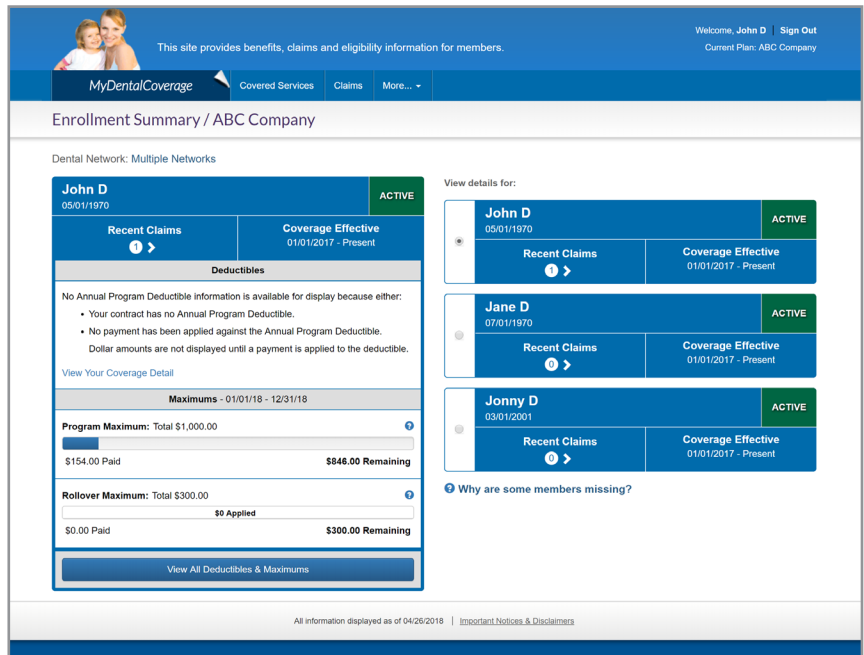 This site provides benefits, claims and eligibility information for members.
Welcome, John D | Sign Out
Current Plan: ABC Company
MyDentalCoverage
Covered Services
Claims
More...
Enrollment Summary / ABC Company
Dental Network: Multiple Networks
John D
05/01/1970
ACTIVE
Recent Claims
1
Coverage Effective
01/01/2017 - Present
Deductibles
No Annual Program Deductible information is available for display because either:
• Your contract has no Annual Program Deductible.
• No payment has been applied against the Annual Program Deductible.
Dollar amounts are not displayed until a payment is applied to the deductible.
View Your Coverage Detail
Maximums - 01/01/18 - 12/31/18
Program Maximum: Total $1,000.00
?
$154.00 Paid
$846.00 Remaining
Rollover Maximum: Total $300.00
?
$0 Applied
$0.00 Paid
$300.00 Remaining
View All Deductibles & Maximums
View details for:
John D
05/01/1970
ACTIVE
Recent Claims
1
Coverage Effective
01/01/2017 - Present
Jane D
07/01/1970
ACTIVE
Recent Claims
0
Coverage Effective
01/01/2017 - Present
Jonny D
03/01/2001
ACTIVE
Recent Claims
0
Coverage Effective
01/01/2017 - Present
? Why are some members missing?
All information displayed as of 04/26/2018 | Important Notices & Disclaimers